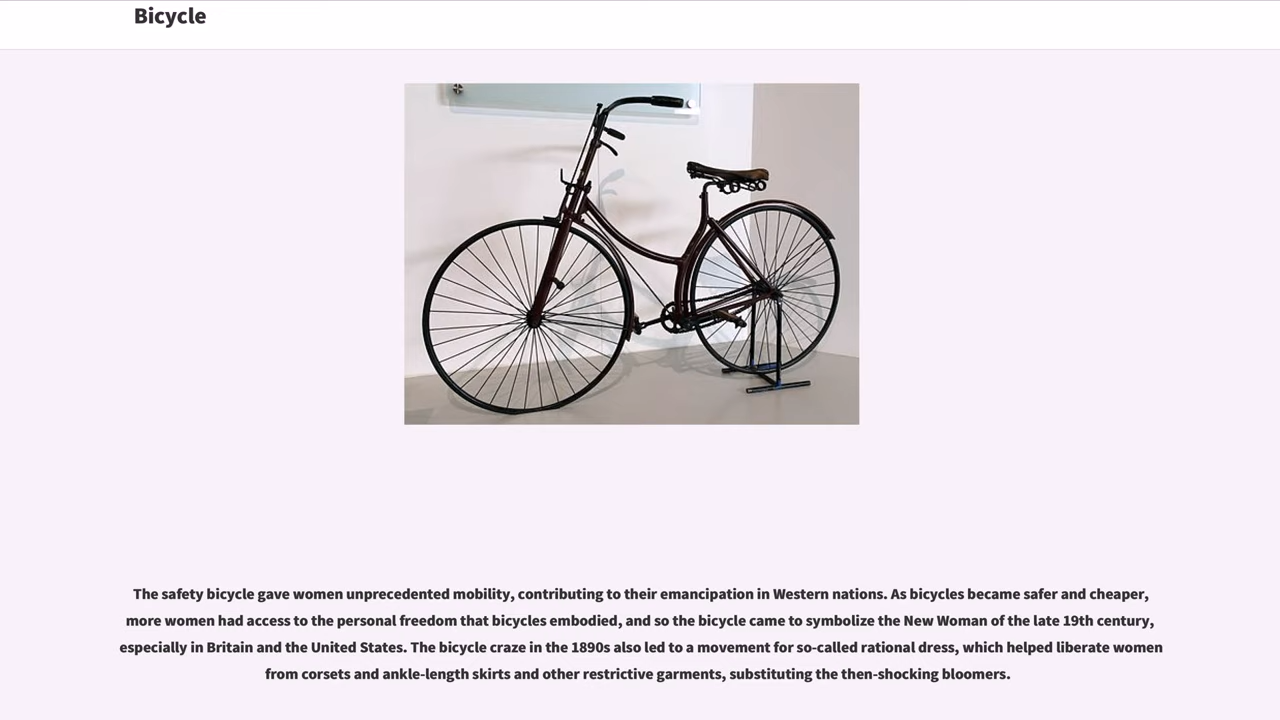 Bicycle
The safety bicycle gave women unprecedented mobility, contributing to their emancipation in Western nations. As bicycles became safer and cheaper,
more women had access to the personal freedom that bicycles embodied, and so the bicycle came to symbolize the New Woman of the late 19th century,
especially in Britain and the United States. The bicycle craze in the 1890s also led to a movement for so-called rational dress, which helped liberate women
from corsets and ankle-length skirts and other restrictive garments, substituting the then-shocking bloomers.